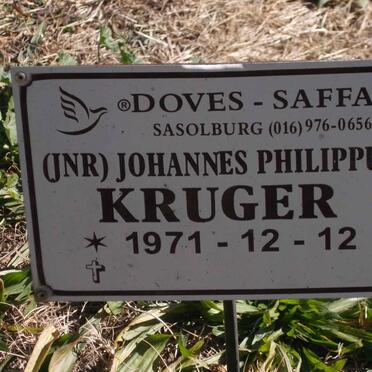 ®DOVES - SAFFA
SASOLBURG (016) 976-0656
(JNR) JOHANNES PHILIPPU
KRUGER
* 1971 - 12 - 12
✝